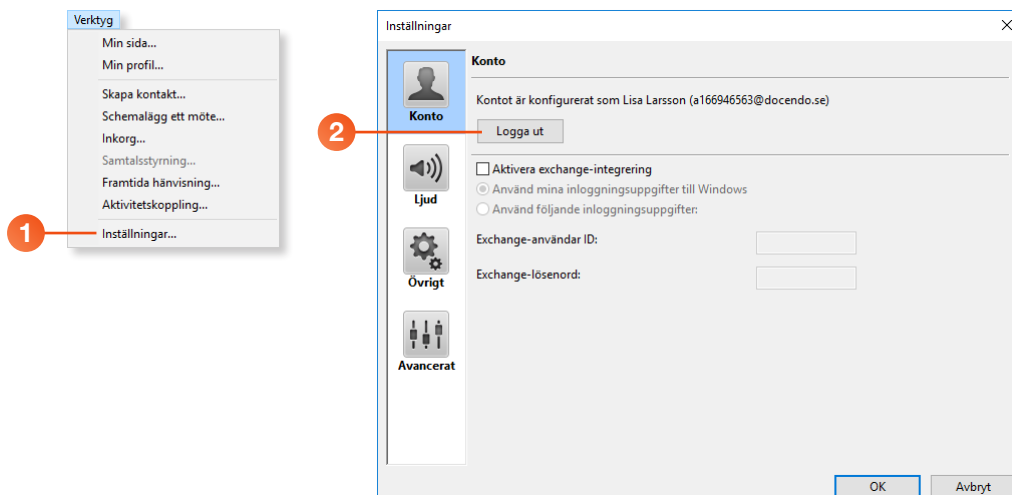 Verktyg
Min sida...
Min profil...
Skapa kontakt...
Schemalägg ett möte...
Inkorg...
Samtalsstyrning...
Framtida hänvisning...
Aktivitetskoppling...
Inställningar...
1
Inställningar
Konto
Ljud
Övrigt
Avancerat
Konto
Kontot är konfigurerat som Lisa Larsson (a166946563@docendo.se)
2
Logga ut
Aktivera exchange-integrering
Använd mina inloggningsuppgifter till Windows
Använd följande inloggningsuppgifter:
Exchange-användar ID:
Exchange-lösenord:
OK
Avbryt